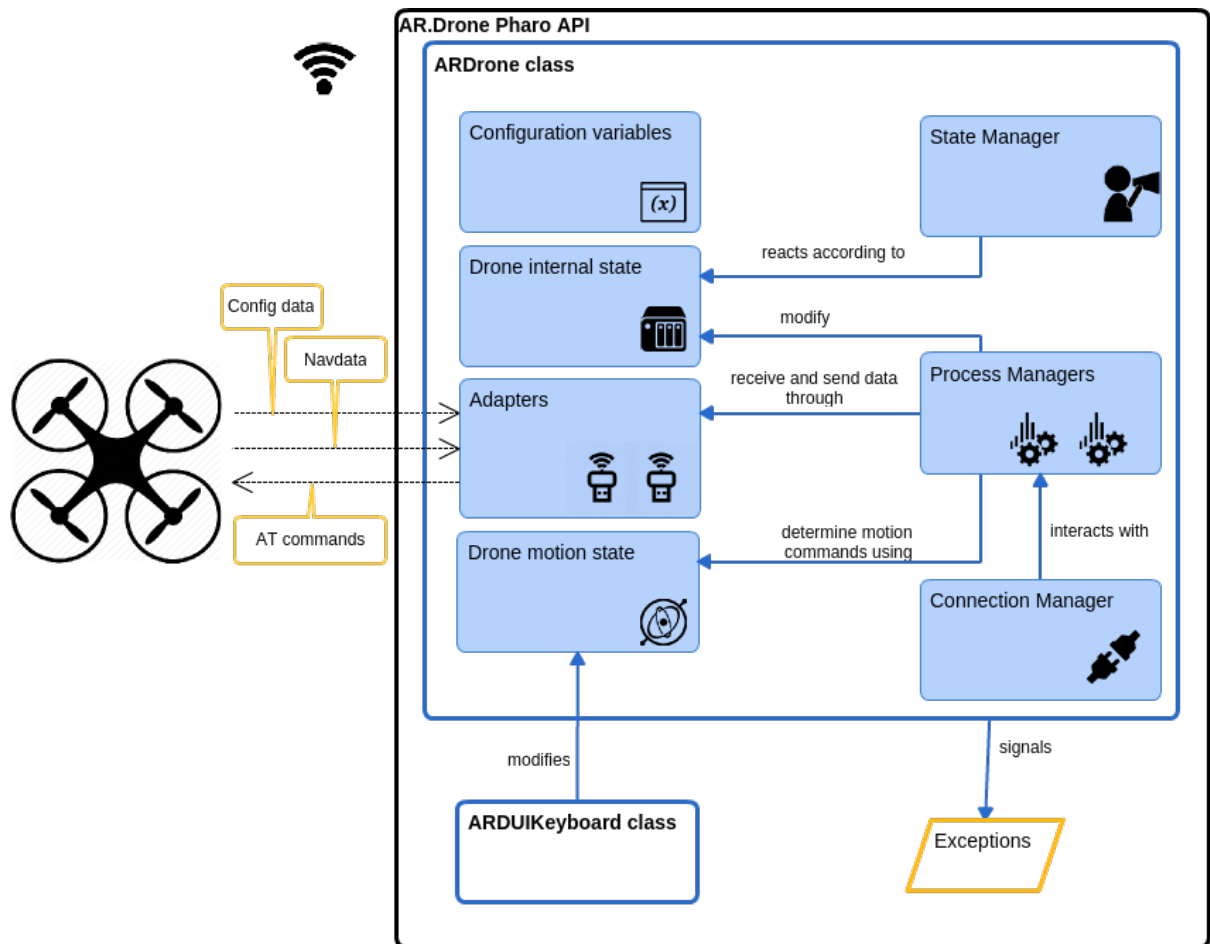 AR.Drone Pharo API
ARDrone class
Configuration variables
(x)
State Manager
reacts according to
Drone internal state
modify
Config data
Navdata
AT commands
Adapters
receive and send data
through
Process Managers
determine motion
commands using
Drone motion state
interacts with
Connection Manager
modifies
signals
ARDUIKeyboard class
Exceptions